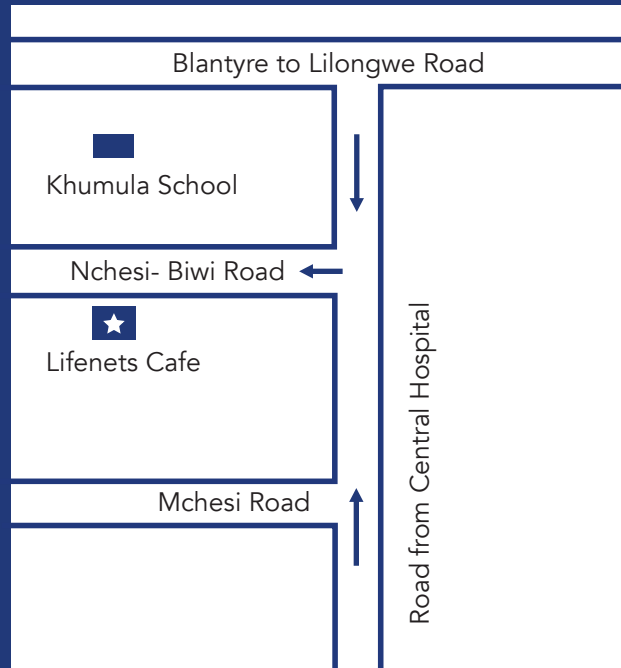 Blantyre to Lilongwe Road
Khumula School
Nchesi- Biwi Road
Lifenets Cafe
Mchesi Road
Road from Central Hospital